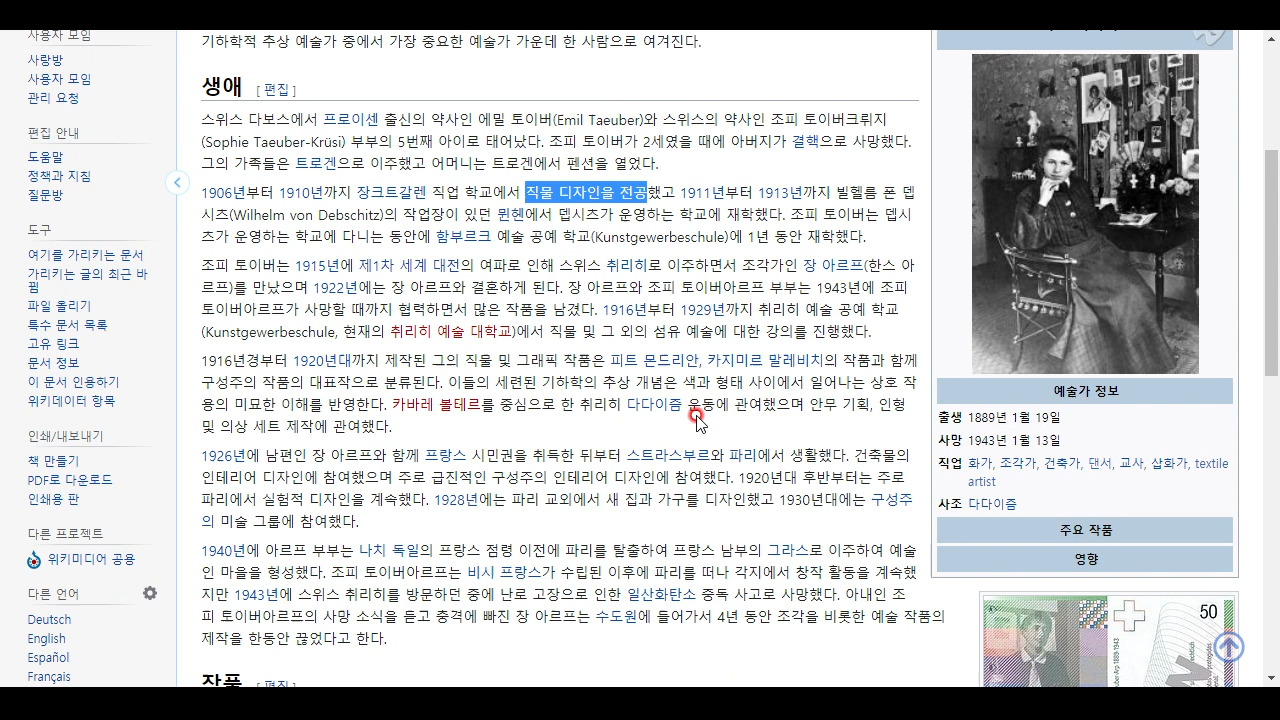 사용자 모임
사랑방
사용자 모임
관리 요청
편집 안내
도움말
정책과 지침
질문방
도구
여기를 가리키는 문서
가리키는 글의 최근 바
뀜
파일 올리기
특수 문서 목록
고유 링크
문서 정보
이 문서 인용하기
위키데이터 항목
인쇄/내보내기
책 만들기
PDF로 다운로드
인쇄용 판
다른 프로젝트
위키미디어 공용
다른 언어
Deutsch
English
Español
Français
기하학적 추상 예술가 중에서 가장 중요한 예술가 가운데 한 사람으로 여겨진다.
생애 [ 편집 ]
스위스 다보스에서 프로이센 출신의 약사인 에밀 토이버(Emil Taeuber)와 스위스의 약사인 조피 토이버크뤼지
(Sophie Taeuber-Krüsi) 부부의 5번째 아이로 태어났다. 조피 토이버가 2세였을 때에 아버지가 결핵으로 사망했다.
그의 가족들은 트로겐으로 이주했고 어머니는 트로겐에서 펜션을 열었다.
1906년부터 1910년까지 장크트갈렌 직업 학교에서 직물 디자인을 전공했고 1911년부터 1913년까지 빌헬름 폰 뎁
시츠(Wilhelm von Debschitz)의 작업장이 있던 뮌헨에서 뎁시츠가 운영하는 학교에 재학했다. 조피 토이버는 뎁시
츠가 운영하는 학교에 다니는 동안에 함부르크 예술 공예 학교(Kunstgewerbeschule)에 1년 동안 재학했다.
조피 토이버는 1915년에 제1차 세계 대전의 여파로 인해 스위스 취리히로 이주하면서 조각가인 장 아르프(한스 아
르프)를 만났으며 1922년에는 장 아르프와 결혼하게 된다. 장 아르프와 조피 토이버아르프 부부는 1943년에 조피
토이버아르프가 사망할 때까지 협력하면서 많은 작품을 남겼다. 1916년부터 1929년까지 취리히 예술 공예 학교
(Kunstgewerbeschule, 현재의 취리히 예술 대학교)에서 직물 및 그 외의 섬유 예술에 대한 강의를 진행했다.
1916년경부터 1920년대까지 제작된 그의 직물 및 그래픽 작품은 피트 몬드리안, 카지미르 말레비치의 작품과 함께
구성주의 작품의 대표작으로 분류된다. 이들의 세련된 기하학의 추상 개념은 색과 형태 사이에서 일어나는 상호 작
용의 미묘한 이해를 반영한다. 카바레 볼테르를 중심으로 한 취리히 다다이즘 운동에 관여했으며 안무 기획, 인형
및 의상 세트 제작에 관여했다.
1926년에 남편인 장 아르프와 함께 프랑스 시민권을 취득한 뒤부터 스트라스부르와 파리에서 생활했다. 건축물의
인테리어 디자인에 참여했으며 주로 급진적인 구성주의 인테리어 디자인에 참여했다. 1920년대 후반부터는 주로
파리에서 실험적 디자인을 계속했다. 1928년에는 파리 교외에서 새 집과 가구를 디자인했고 1930년대에는 구성주
의 미술 그룹에 참여했다.
1940년에 아르프 부부는 나치 독일의 프랑스 점령 이전에 파리를 탈출하여 프랑스 남부의 그라스로 이주하여 예술
인 마을을 형성했다. 조피 토이버아르프는 비시 프랑스가 수립된 이후에 파리를 떠나 각지에서 창작 활동을 계속했
지만 1943년에 스위스 취리히를 방문하던 중에 난로 고장으로 인한 일산화탄소 중독 사고로 사망했다. 아내인 조
피 토이버아르프의 사망 소식을 듣고 충격에 빠진 장 아르프는 수도원에 들어가서 4년 동안 조각을 비롯한 예술 작품의
제작을 한동안 끊었다고 한다.
작품 [ 편집 ]
예술가 정보
출생 1889년 1월 19일
사망 1943년 1월 13일
직업 화가, 조각가, 건축가, 댄서, 교사, 삽화가, textile
artist
사조 다다이즘
주요 작품
영향
50